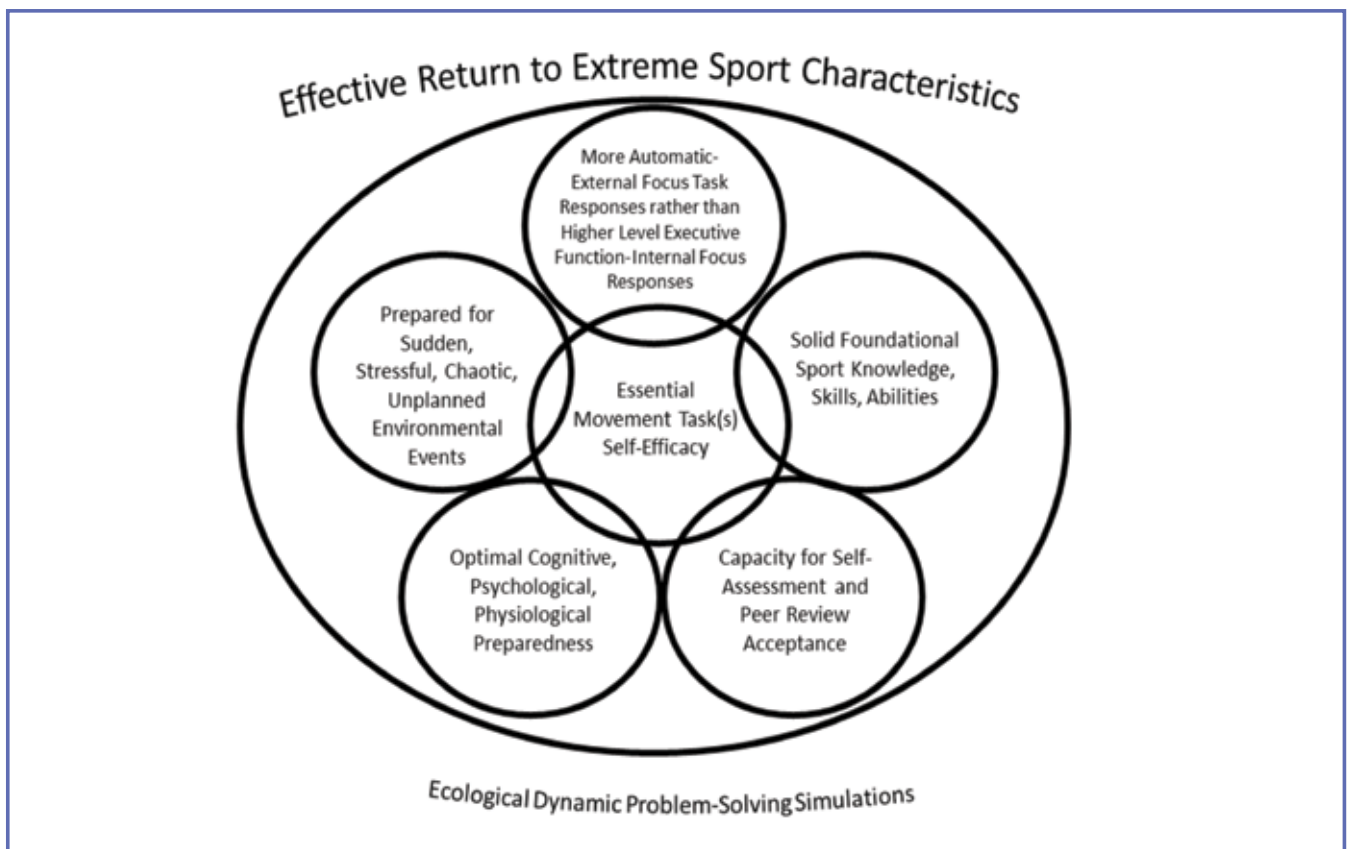 Effective Return to Extreme Sport Characteristics
More Automatic-
External Focus Task
Responses rather than
Higher Level Executive
Function-Internal Focus
Responses
Prepared for
Sudden,
Stressful, Chaotic,
Unplanned
Environmental
Events
Solid Foundational
Sport Knowledge,
Skills, Abilities
Essential
Movement Task(s)
Self-Efficacy
Optimal Cognitive,
Psychological,
Physiological
Preparedness
Capacity for Self-
Assessment and
Peer Review
Acceptance
Ecological Dynamic Problem-Solving Simulations